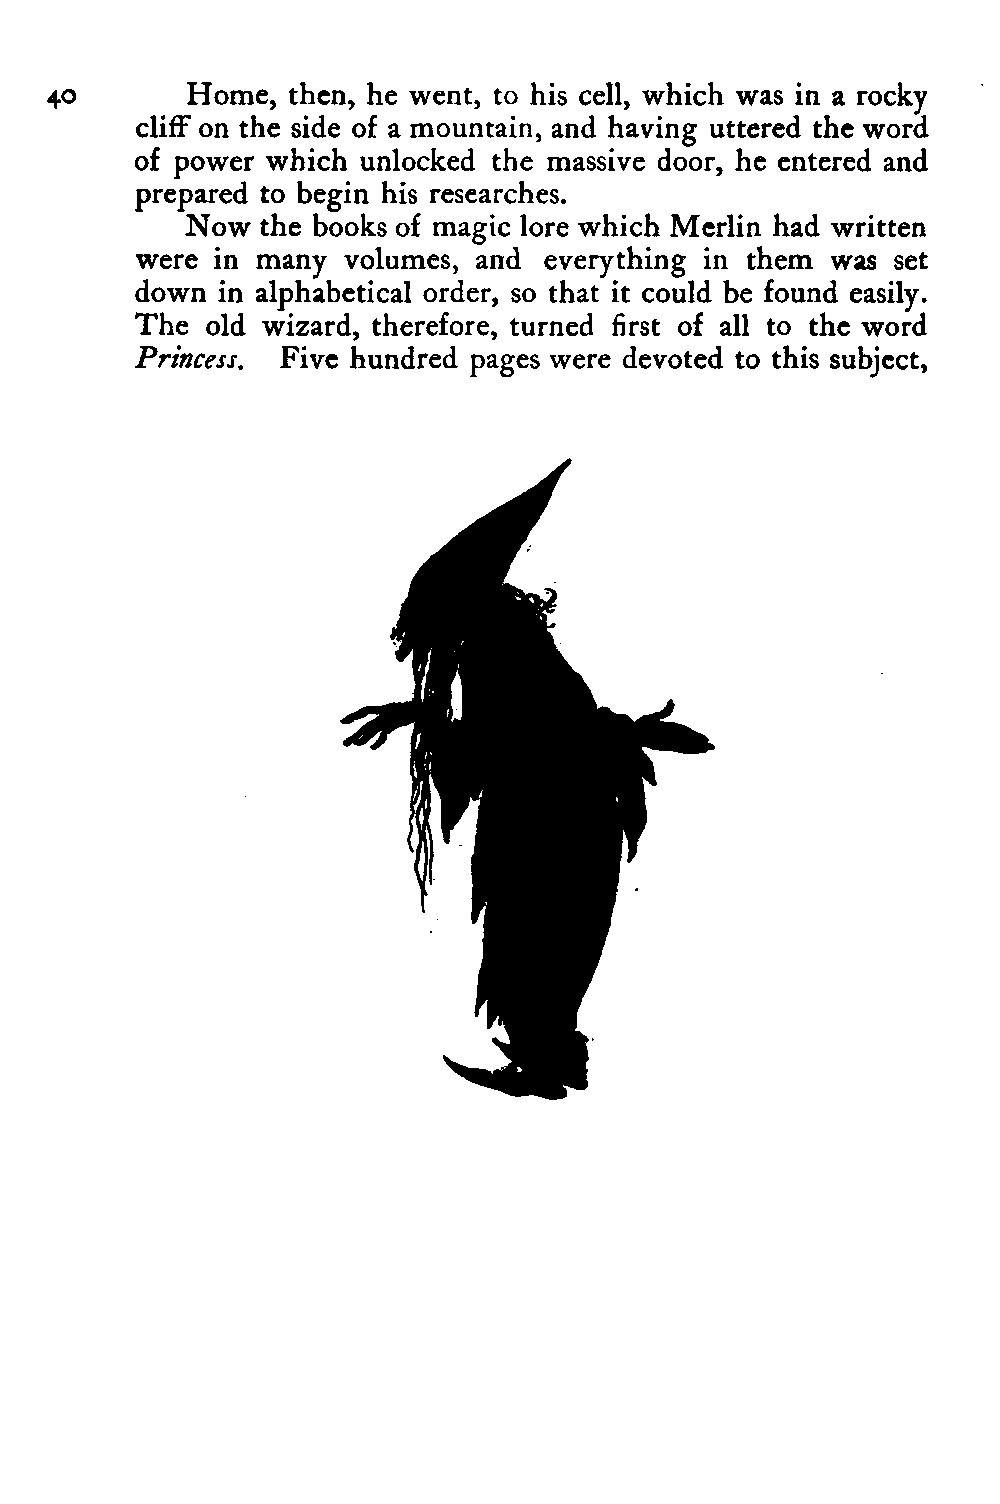 40 Home, then, he went, to his cell, which was in a rocky
cliff on the side of a mountain, and having uttered the word
of power which unlocked the massive door, he entered and
prepared to begin his researches.
Now the books of magic lore which Merlin had written
were in many volumes, and everything in them was set
down in alphabetical order, so that it could be found easily.
The old wizard, therefore, turned first of all to the word
Princess. Five hundred pages were devoted to this subject,